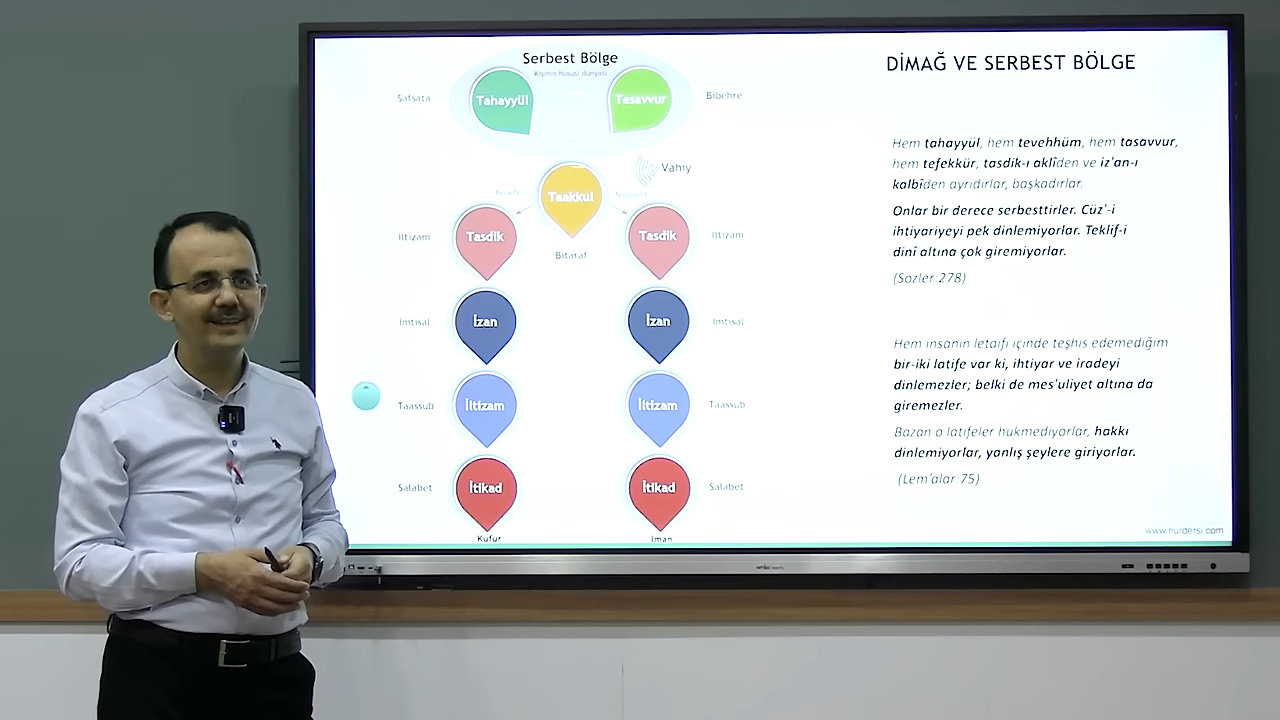 Serbest Bölge
Kişinin hususi dünyası
Safsata
Tahayyül
Tasavvur
Bibehre
Vahiy
Taakkul
Bitaraf
İltizam
Tasdik
Tasdik
İltizam
İmtisal
İzan
İzan
İmtisal
Taassub
İltizam
İltizam
Taassub
Salabet
İtikad
İtikad
Salabet
Küfür
İman
DİMAĞ VE SERBEST BÖLGE
Hem tahayyül, hem tevehhüm, hem tasavvur,
hem tefekkür, tasdik-ı aklîden ve iz'an-ı
kalbîden ayrıdırlar, başkadırlar.
Onlar bir derece serbesttirler. Cüz'-i
ihtiyariyeyi pek dinlemiyorlar. Teklif-i
dinî altına çok giremiyorlar.
(Sözler 278)
Hem insanın letaifi içinde teşhis edemediğim
bir-iki latife var ki, ihtiyar ve iradeyi
dinlemezler; belki de mes'uliyet altına da
giremezler.
Bazan o latifeler hükmediyorlar, hakkı
dinlemiyorlar, yanlış şeylere giriyorlar.
(Lem'alar 75)
www.nurdersi.com